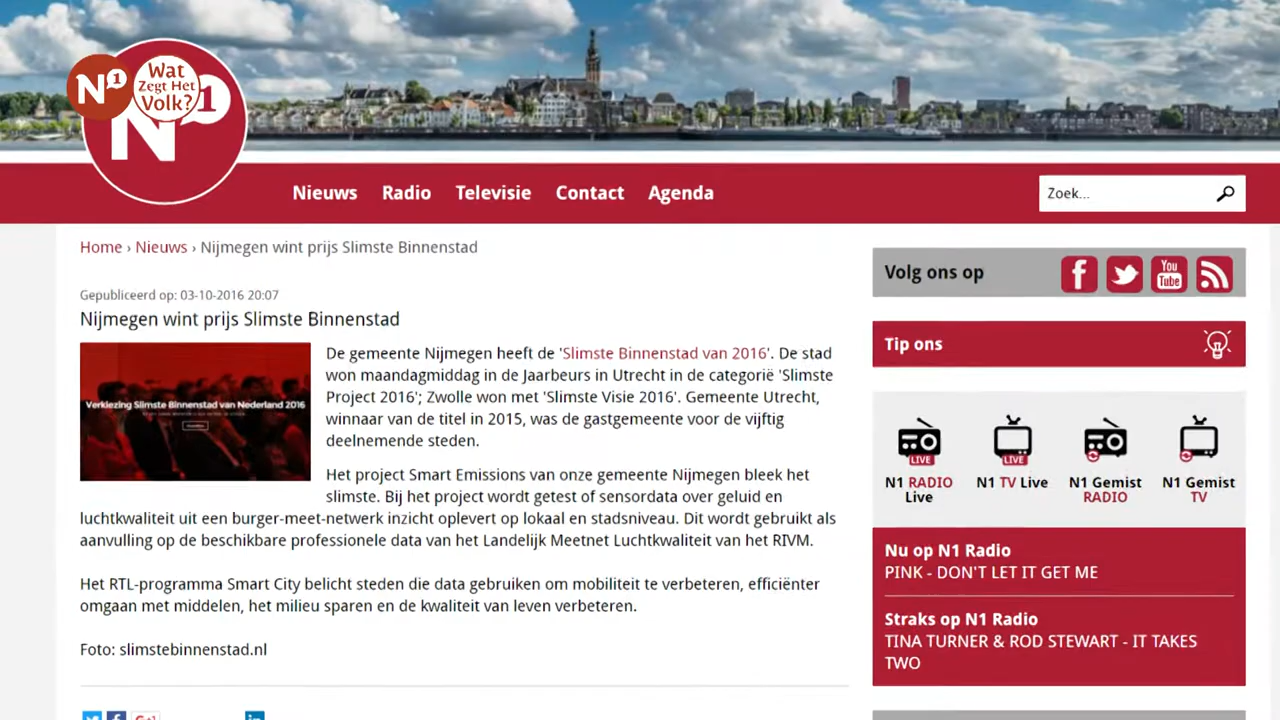 N1
Wat
Zegt Het
Volk?
N1
Nieuws Radio Televisie Contact Agenda
Zoek...
Home › Nieuws › Nijmegen wint prijs Slimste Binnenstad
Gepubliceerd op: 03-10-2016 20:07
Nijmegen wint prijs Slimste Binnenstad
Verkiezing Slimste Binnenstad van Nederland 2016
De gemeente Nijmegen heeft de 'Slimste Binnenstad van 2016'. De stad
won maandagmiddag in de Jaarbeurs in Utrecht in de categorië 'Slimste
Project 2016'; Zwolle won met 'Slimste Visie 2016'. Gemeente Utrecht,
winnaar van de titel in 2015, was de gastgemeente voor de vijftig
deelnemende steden.
Het project Smart Emissions van onze gemeente Nijmegen bleek het
slimste. Bij het project wordt getest of sensordata over geluid en
luchtkwaliteit uit een burger-meet-netwerk inzicht oplevert op lokaal en stadsniveau. Dit wordt gebruikt als
aanvulling op de beschikbare professionele data van het Landelijk Meetnet Luchtkwaliteit van het RIVM.
Het RTL-programma Smart City belicht steden die data gebruiken om mobiliteit te verbeteren, efficiënter
omgaan met middelen, het milieu sparen en de kwaliteit van leven verbeteren.
Foto: slimstebinnenstad.nl
Volg ons op
You
Tube
Tip ons
LIVE LIVE
N1 RADIO
Live
N1 TV Live
N1 Gemist
RADIO
N1 Gemist
TV
Nu op N1 Radio
PINK - DON'T LET IT GET ME
Straks op N1 Radio
TINA TURNER & ROD STEWART - IT TAKES
TWO